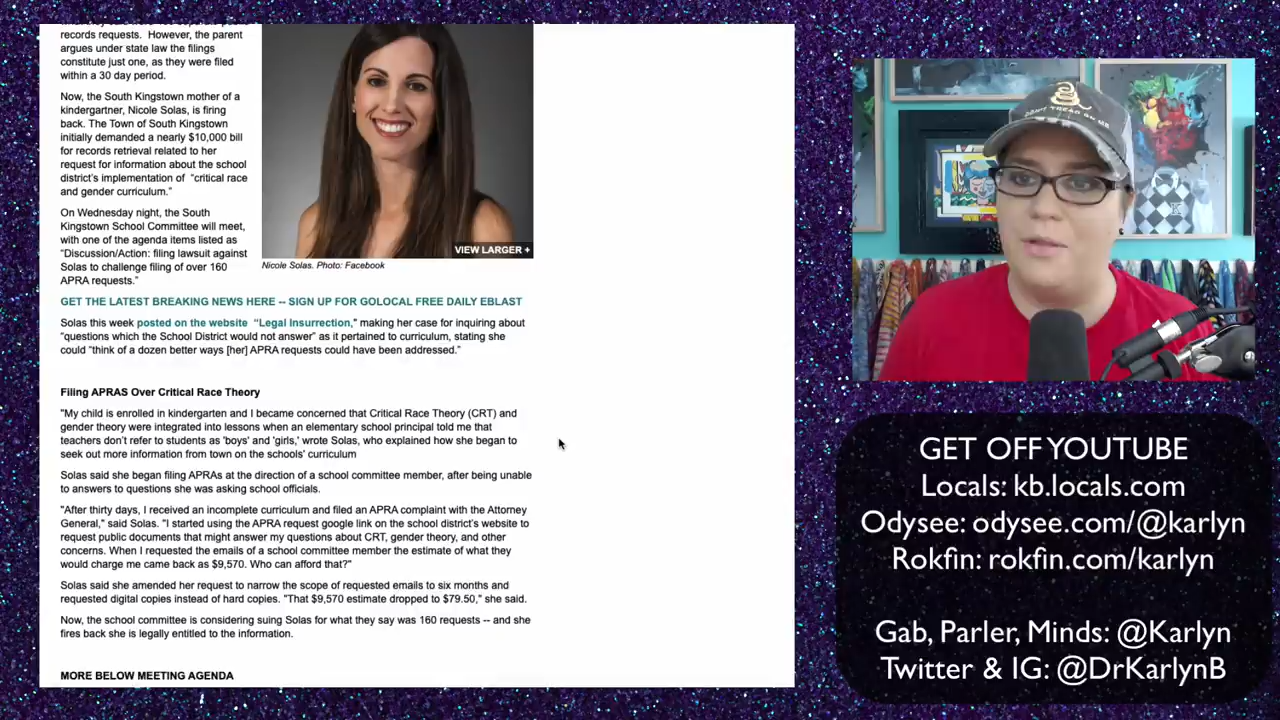 records requests.  However, the parent
argues under state law the filings
constitute just one, as they were filed
within a 30 day period.
Now, the South Kingstown mother of a
kindergartner, Nicole Solas, is firing
back. The Town of South Kingstown
initially demanded a nearly $10,000 bill
for records retrieval related to her
request for information about the school
district's implementation of  “critical race
and gender curriculum.”
On Wednesday night, the South
Kingstown School Committee will meet,
with one of the agenda items listed as
“Discussion/Action: filing lawsuit against
Solas to challenge filing of over 160
APRA requests.”
VIEW LARGER +
Nicole Solas. Photo: Facebook
GET THE LATEST BREAKING NEWS HERE -- SIGN UP FOR GOLOCAL FREE DAILY EBLAST
Solas this week posted on the website  “Legal Insurrection,” making her case for inquiring about
“questions which the School District would not answer” as it pertained to curriculum, stating she
could “think of a dozen better ways [her] APRA requests could have been addressed.”
Filing APRAS Over Critical Race Theory
"My child is enrolled in kindergarten and I became concerned that Critical Race Theory (CRT) and
gender theory were integrated into lessons when an elementary school principal told me that
teachers don't refer to students as 'boys' and 'girls,' wrote Solas, who explained how she began to
seek out more information from town on the schools' curriculum
Solas said she began filing APRAs at the direction of a school committee member, after being unable
to answers to questions she was asking school officials.
"After thirty days, I received an incomplete curriculum and filed an APRA complaint with the Attorney
General," said Solas. "I started using the APRA request google link on the school district's website to
request public documents that might answer my questions about CRT, gender theory, and other
concerns. When I requested the emails of a school committee member the estimate of what they
would charge me came back as $9,570. Who can afford that?"
Solas said she amended her request to narrow the scope of requested emails to six months and
requested digital copies instead of hard copies. "That $9,570 estimate dropped to $79.50," she said.
Now, the school committee is considering suing Solas for what they say was 160 requests -- and she
fires back she is legally entitled to the information.
MORE BELOW MEETING AGENDA
DON'T TREAD ON ME
GET OFF YOUTUBE
Locals: kb.locals.com
Odysee: odysee.com/@karlyn
Rokfin: rokfin.com/karlyn
Gab, Parler, Minds: @Karlyn
Twitter & IG: @DrKarlynB